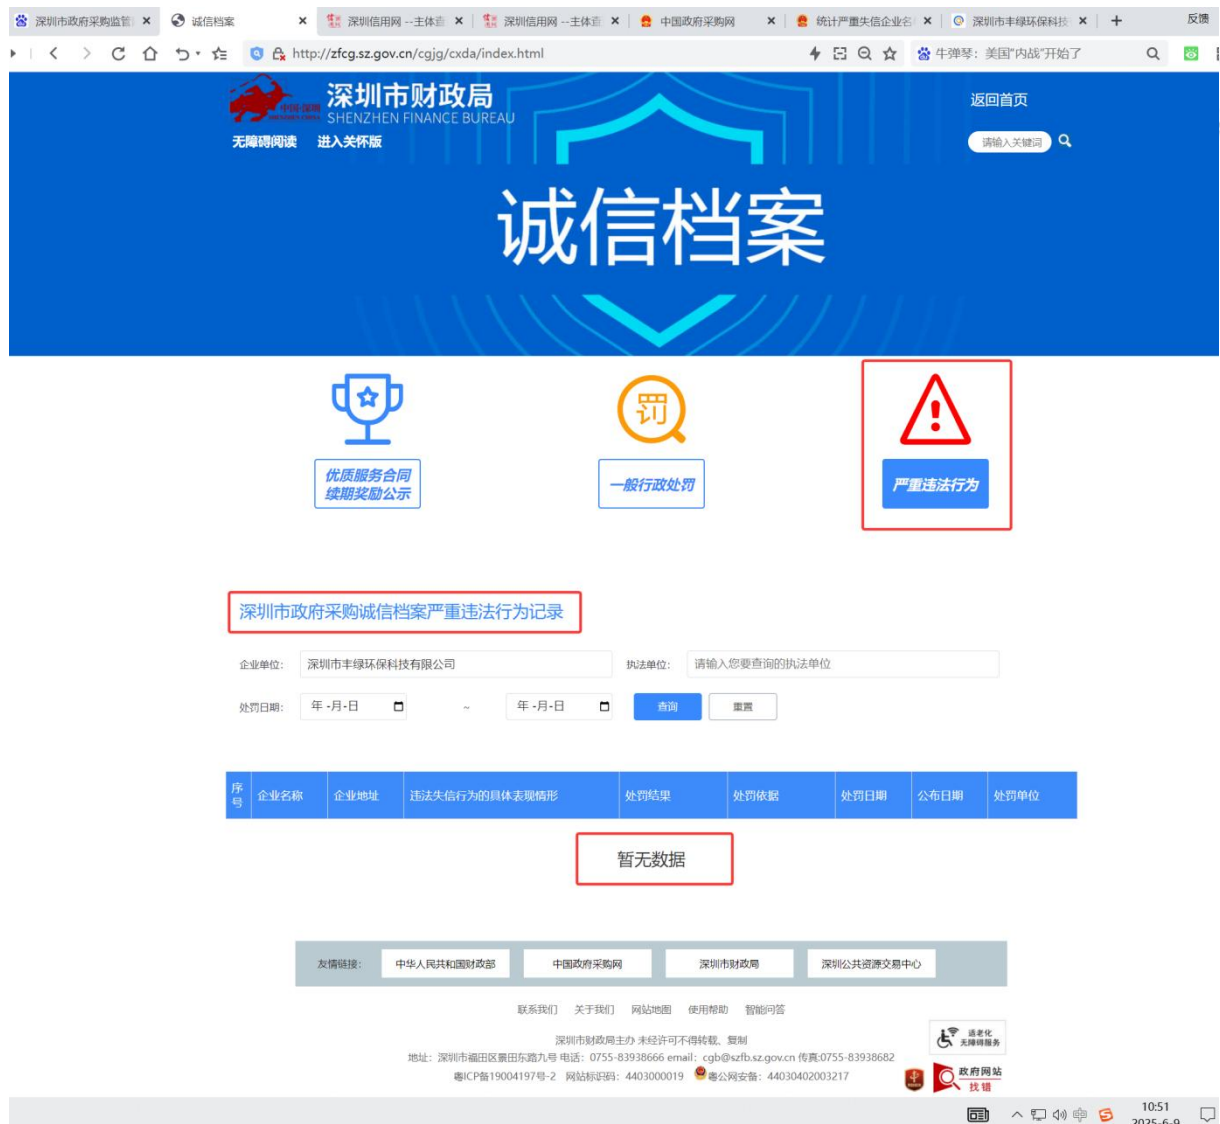 深圳市政府采购监管 诚信档案 深圳信用网 --主体查 深圳信用网 --主体查 中国政府采购网 统计严重失信企业名 深圳市丰绿环保科技 反馈
http://zfcg.sz.gov.cn/cgjg/cxda/index.html 牛弹琴：美国"内战"开始了
深圳市财政局
SHENZHEN FINANCE BUREAU
返回首页
无障碍阅读 进入关怀版
请输入关键词
诚信档案
罚
优质服务合同
续期奖励公示
一般行政处罚
严重违法行为
深圳市政府采购诚信档案严重违法行为记录
企业单位： 深圳市丰绿环保科技有限公司 执法单位： 请输入您要查询的执法单位
处罚日期： 年 -月-日 ~ 年 -月-日 查询 重置
序号 企业名称 企业地址 违法失信行为的具体表现情形 处罚结果 处罚依据 处罚日期 公布日期 处罚单位
暂无数据
友情链接： 中华人民共和国财政部 中国政府采购网 深圳市财政局 深圳公共资源交易中心
联系我们 关于我们 网站地图 使用帮助 智能问答
深圳市财政局主办 未经许可不得转载、复制
地址：深圳市福田区景田东路九号 电话：0755-83938666 email：cgb@szfb.sz.gov.cn 传真:0755-83938682
粤ICP备19004197号-2 网站标识码：4403000019 粤公网安备：44030402003217
适老化
无障碍服务
政府网站
找错
10:51
2025-6-9